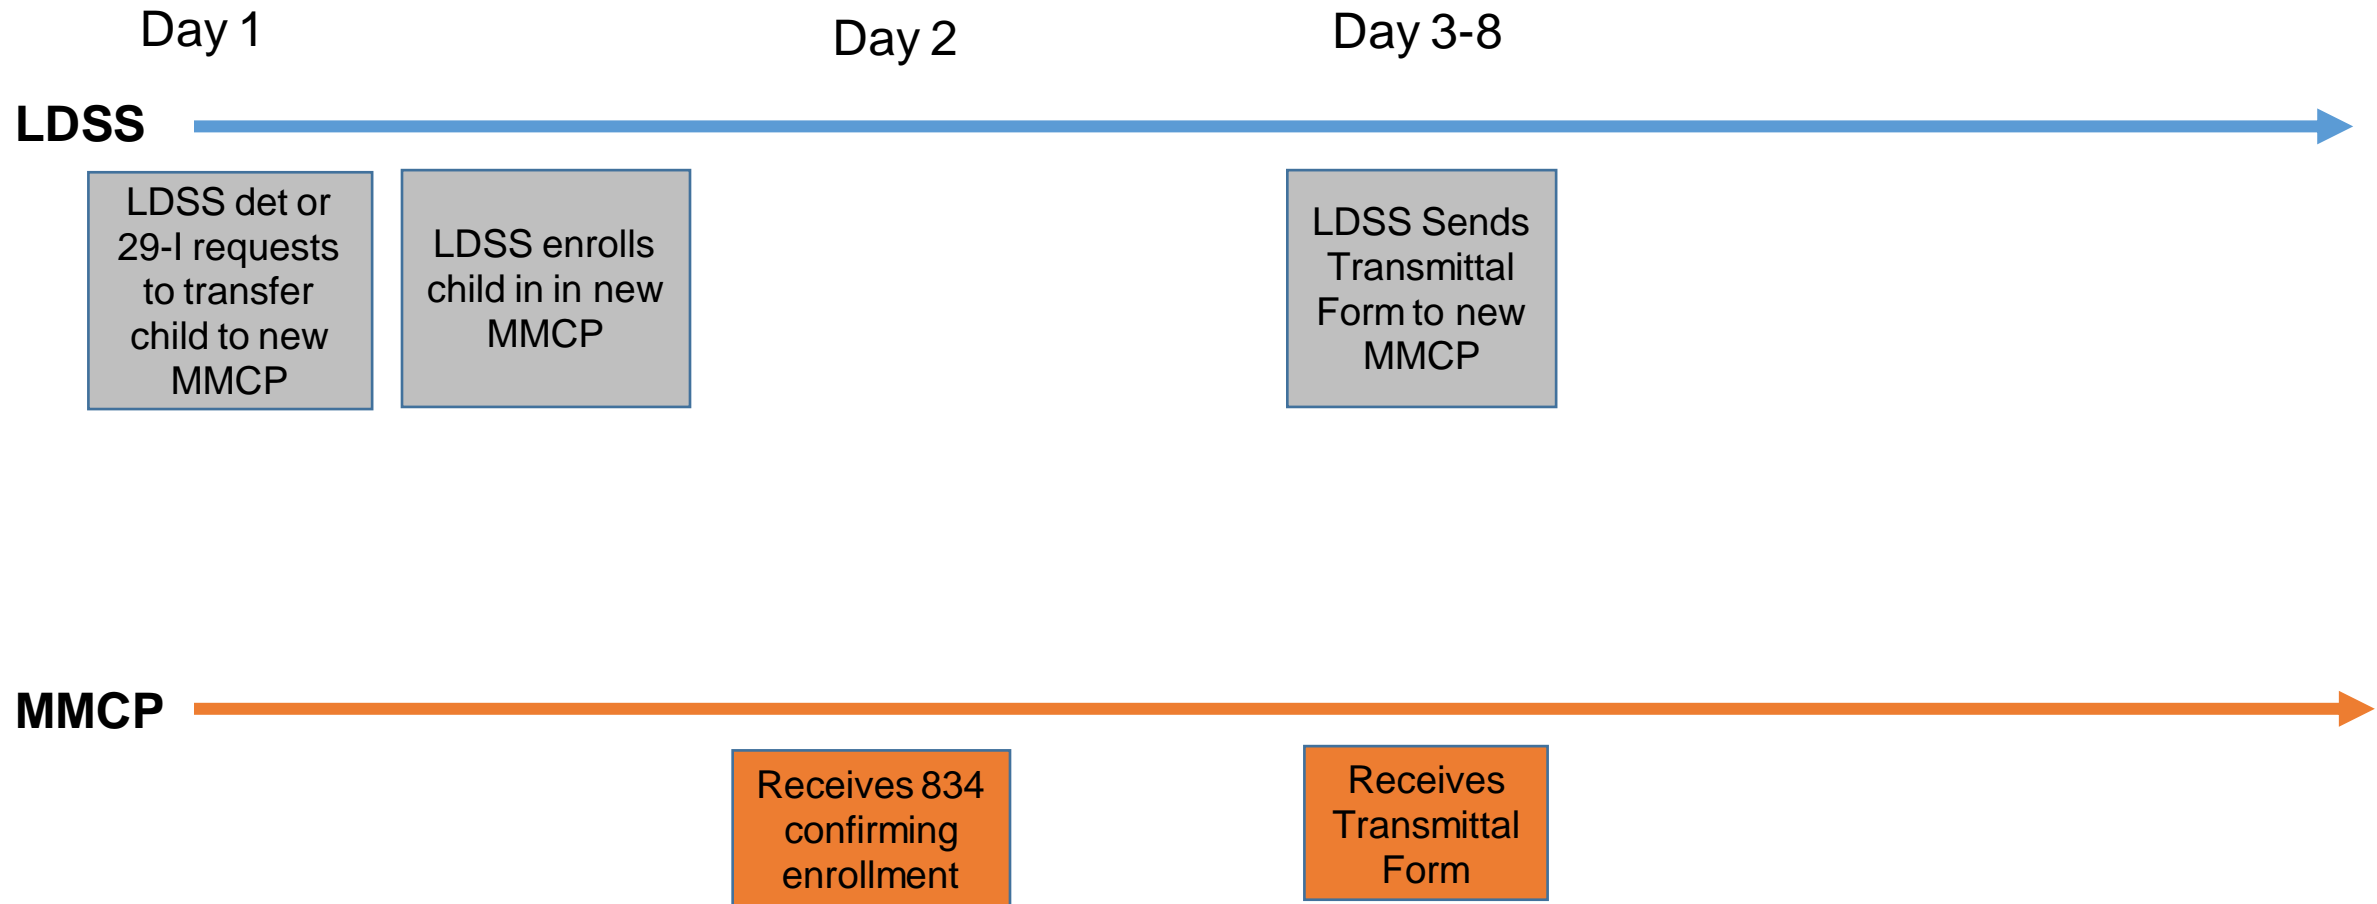 Day 1
Day 2
Day 3-8
LDSS
LDSS det or
29-I requests
to transfer
child to new
MMCP
LDSS enrolls
child in in new
MMCP
LDSS Sends
Transmittal
Form to new
MMCP
MMCP
Receives 834
confirming
enrollment
Receives
Transmittal
Form